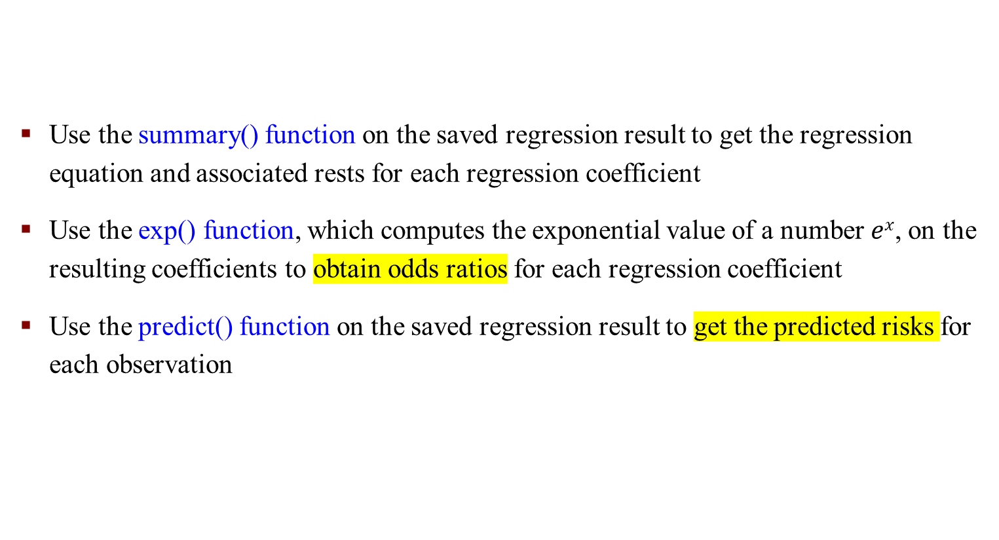 ▪ Use the summary() function on the saved regression result to get the regression
equation and associated rests for each regression coefficient
▪ Use the exp() function, which computes the exponential value of a number eˣ, on the
resulting coefficients to obtain odds ratios for each regression coefficient
▪ Use the predict() function on the saved regression result to get the predicted risks for
each observation